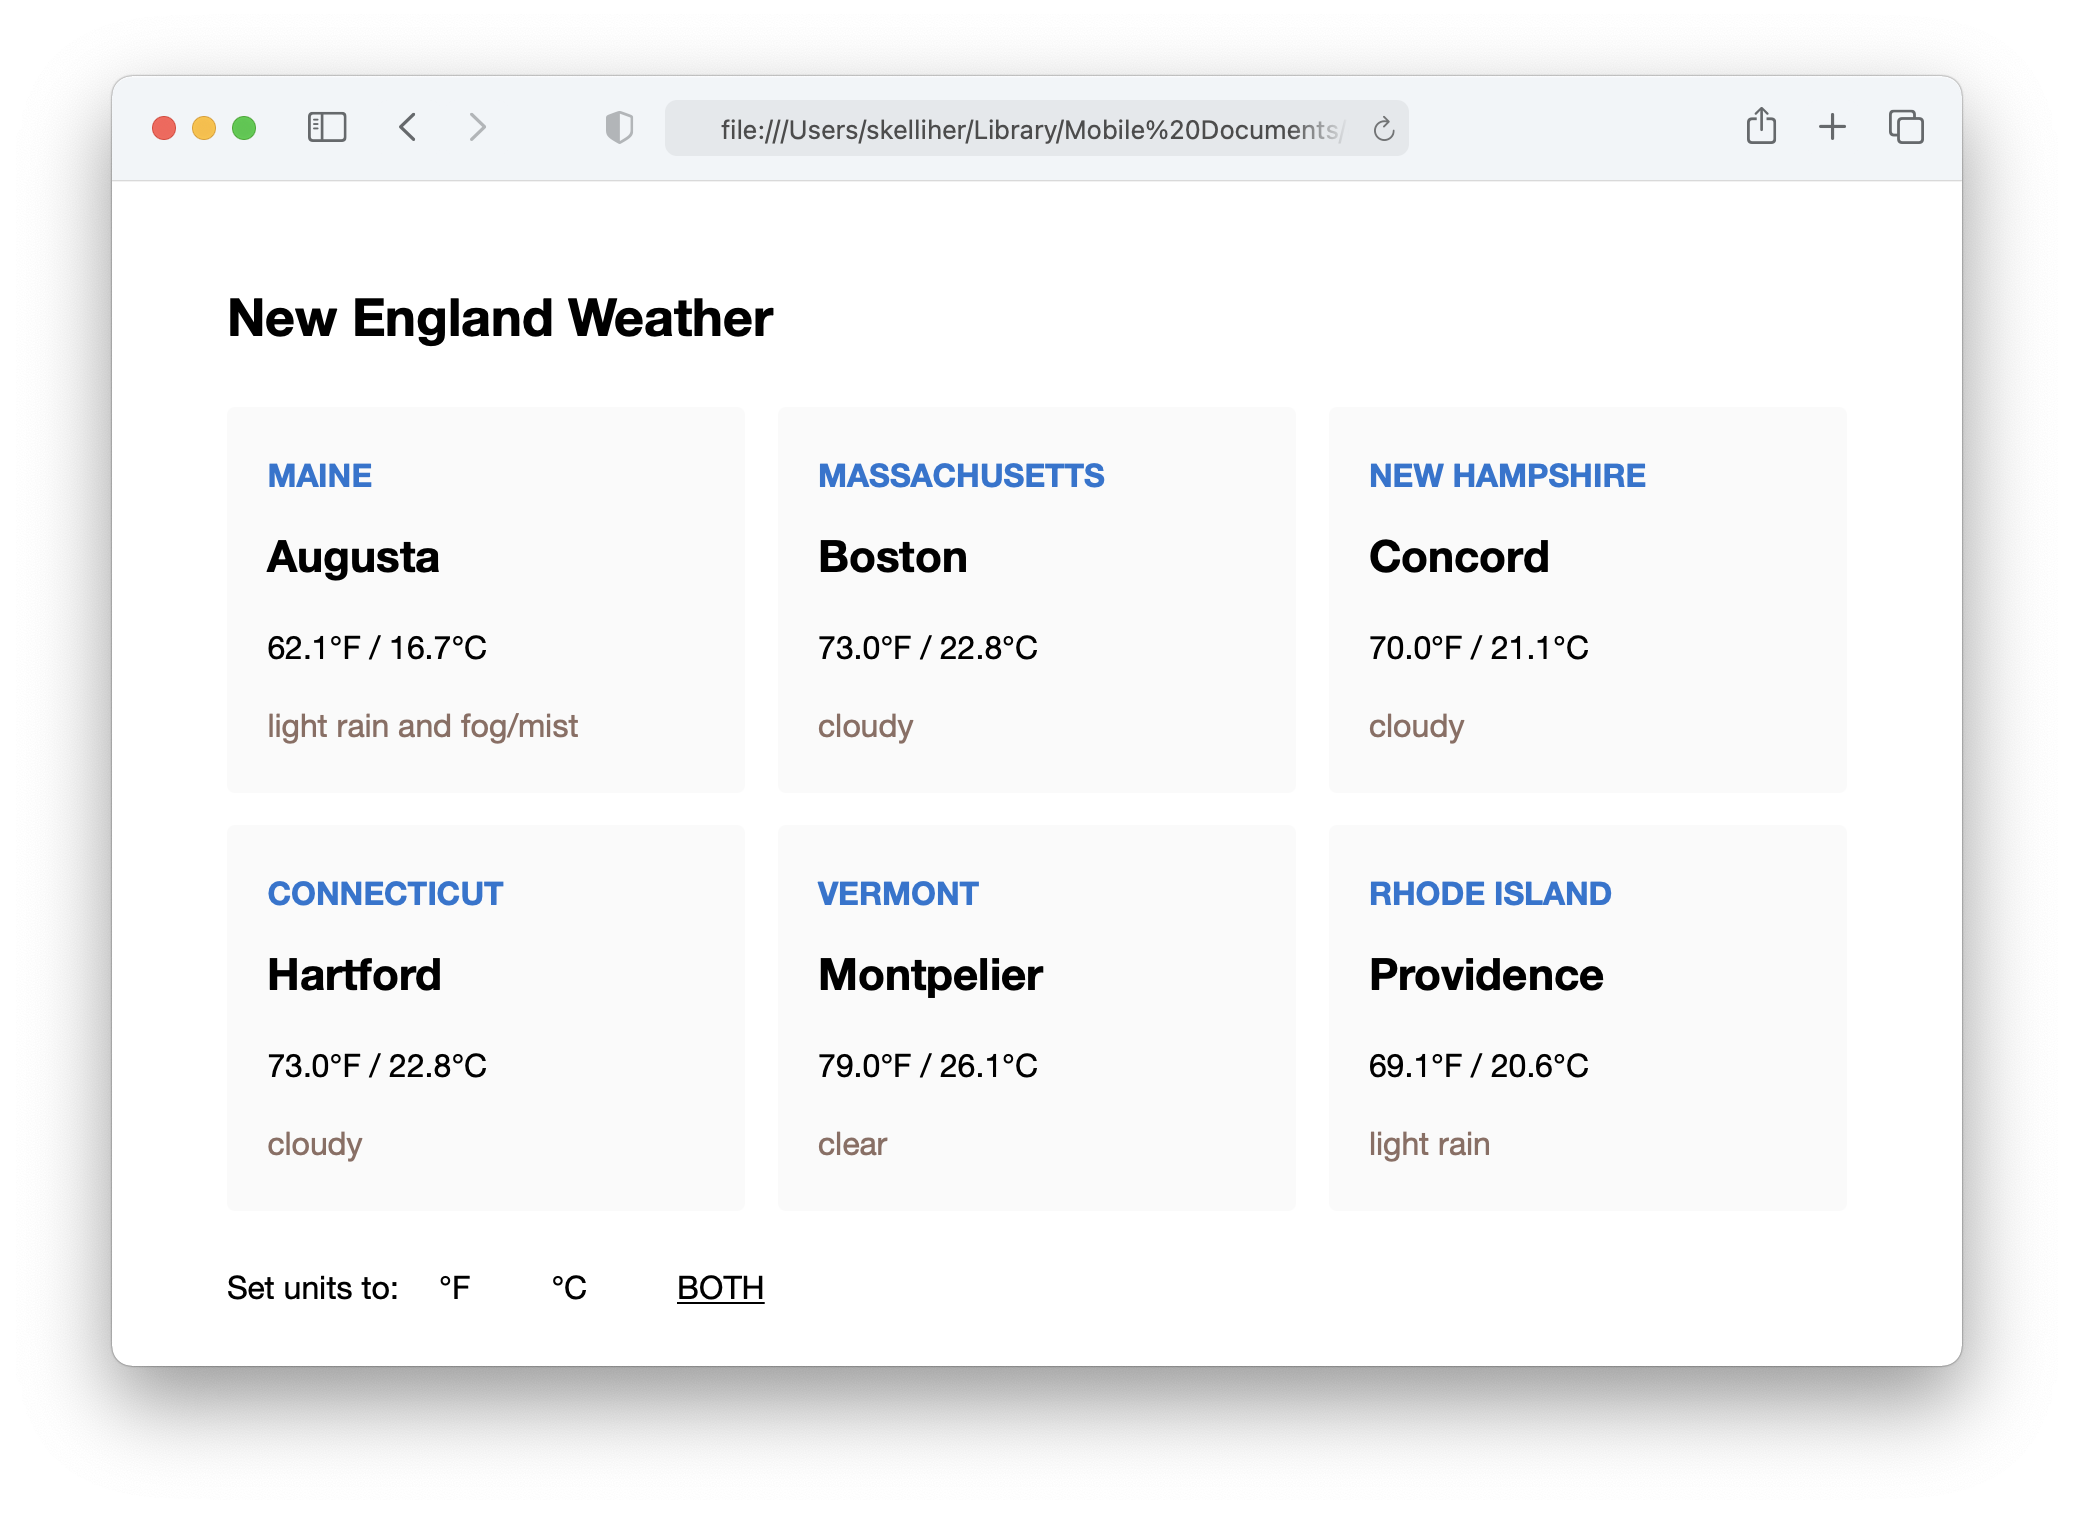 file:///Users/skelliher/Library/Mobile%20Documents/
New England Weather
MAINE
Augusta
62.1°F / 16.7°C
light rain and fog/mist
MASSACHUSETTS
Boston
73.0°F / 22.8°C
cloudy
NEW HAMPSHIRE
Concord
70.0°F / 21.1°C
cloudy
CONNECTICUT
Hartford
73.0°F / 22.8°C
cloudy
VERMONT
Montpelier
79.0°F / 26.1°C
clear
RHODE ISLAND
Providence
69.1°F / 20.6°C
light rain
Set units to: °F °C BOTH